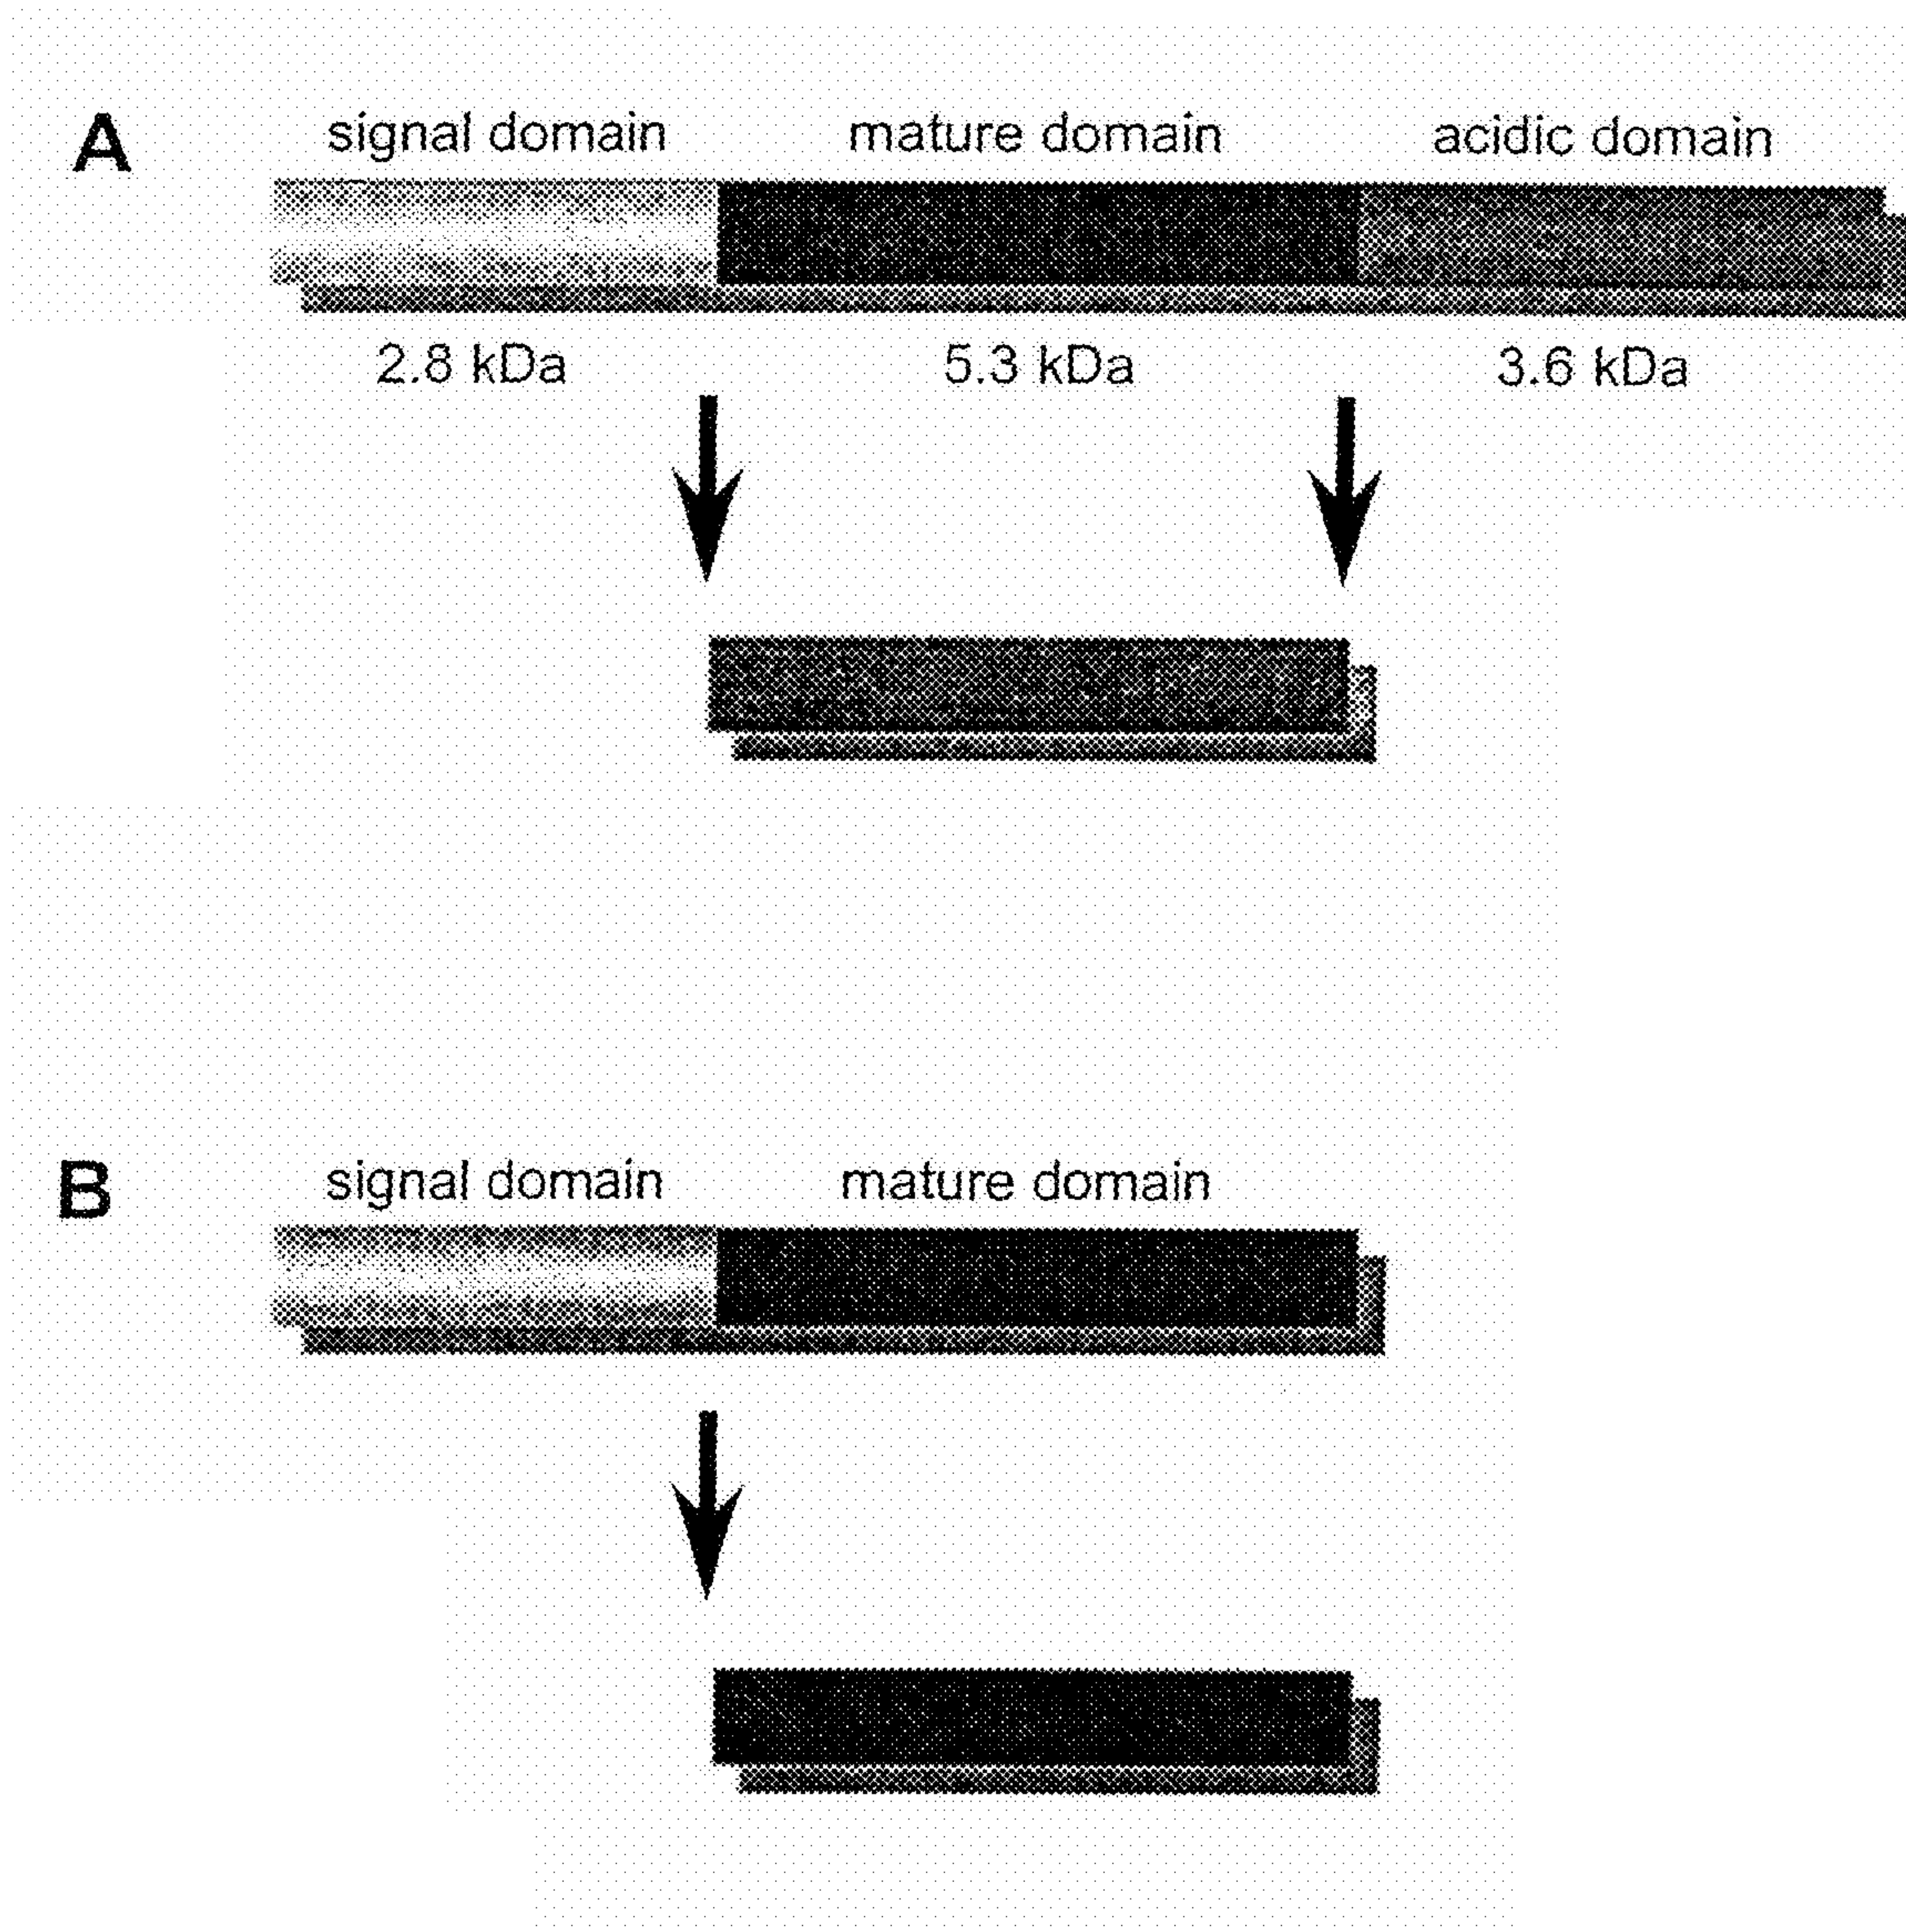 A
signal domain mature domain acidic domain
2.8 kDa 5.3 kDa 3.6 kDa
B
signal domain mature domain